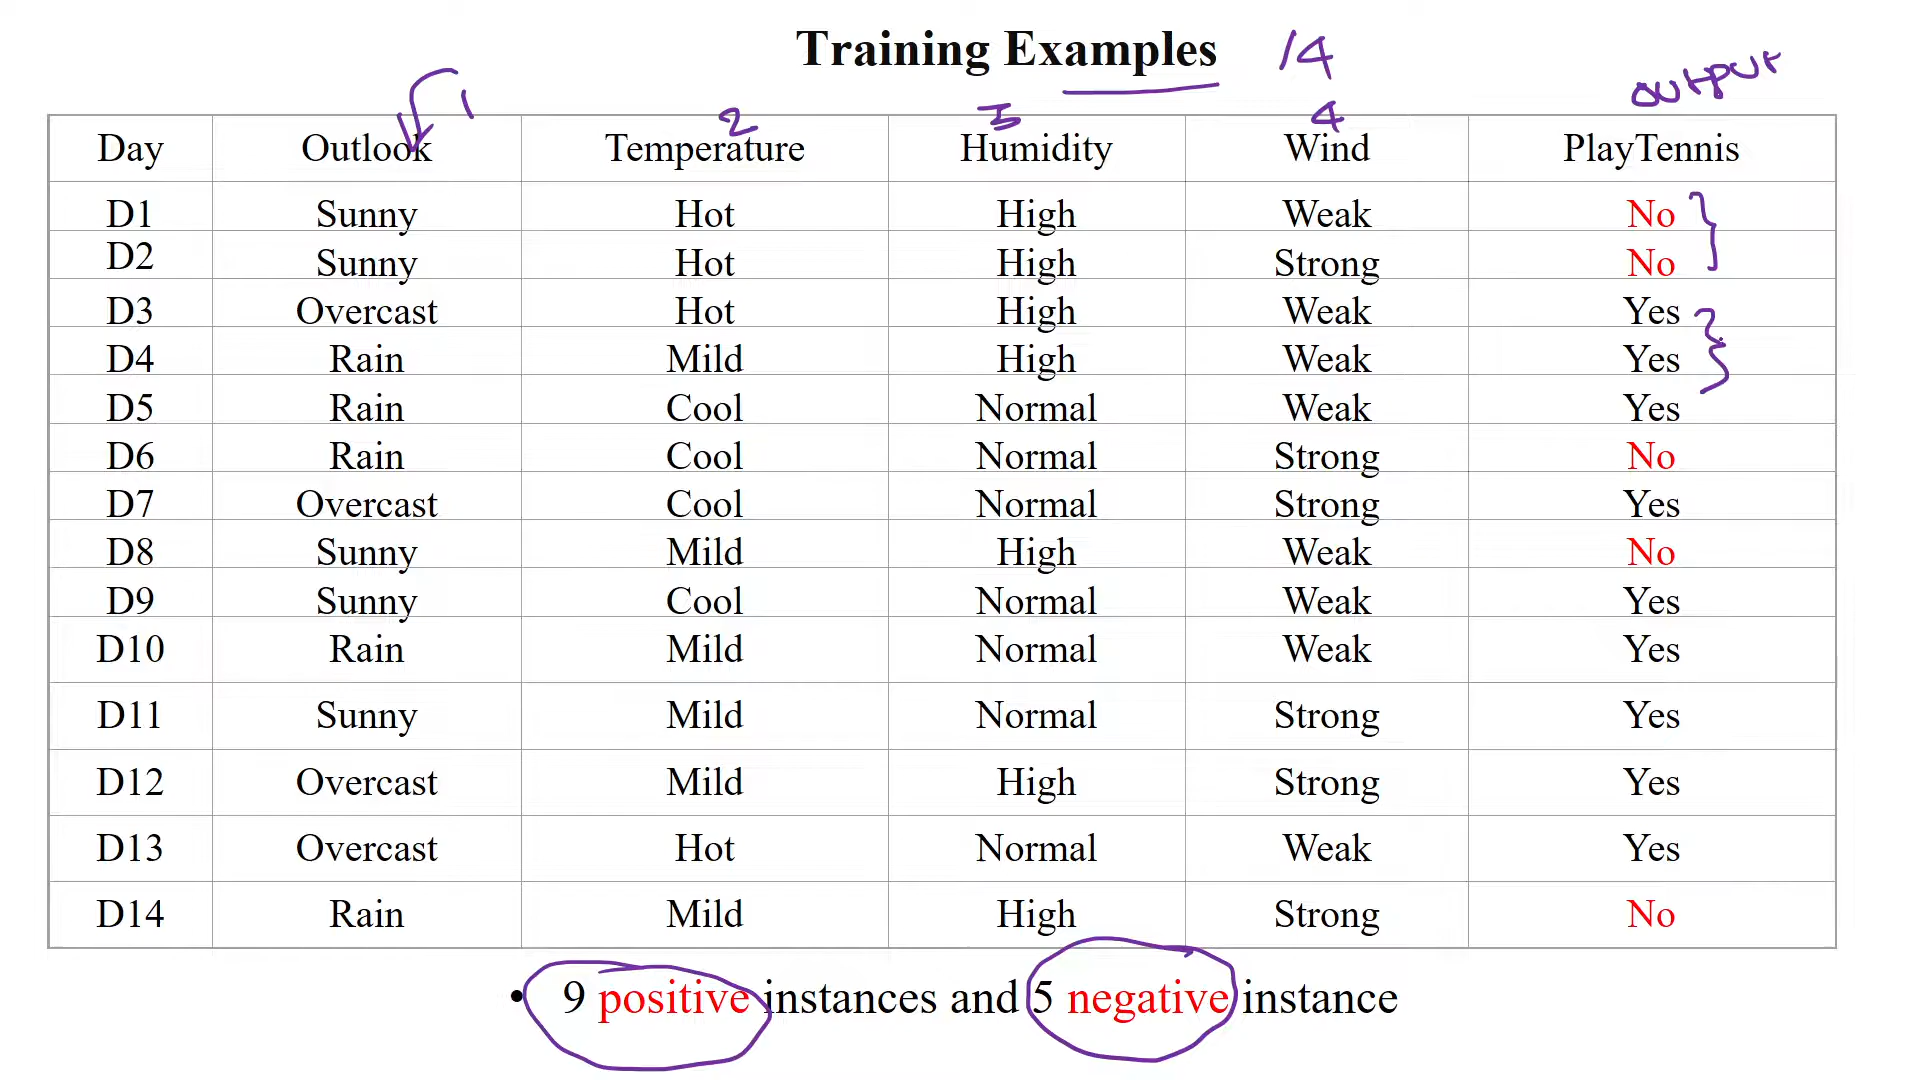 Training Examples 14
1 2 3 4 output
Day Outlook Temperature Humidity Wind PlayTennis
D1 Sunny Hot High Weak No
D2 Sunny Hot High Strong No
D3 Overcast Hot High Weak Yes
D4 Rain Mild High Weak Yes
D5 Rain Cool Normal Weak Yes
D6 Rain Cool Normal Strong No
D7 Overcast Cool Normal Strong Yes
D8 Sunny Mild High Weak No
D9 Sunny Cool Normal Weak Yes
D10 Rain Mild Normal Weak Yes
D11 Sunny Mild Normal Strong Yes
D12 Overcast Mild High Strong Yes
D13 Overcast Hot Normal Weak Yes
D14 Rain Mild High Strong No
• 9 positive instances and 5 negative instance